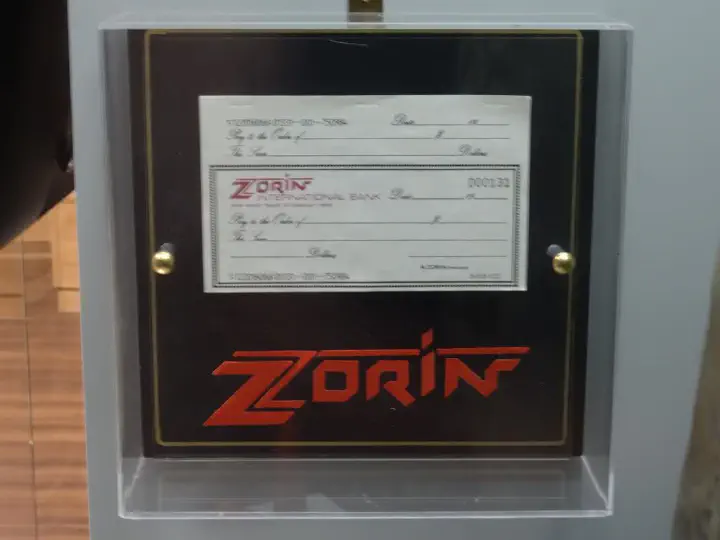 Date
Pay to the Order of $
The Sum Dollars
ZORIN 000132
INTERNATIONAL BANK Date
Pay to the Order of $
The Sum
Dollars
ZORIN